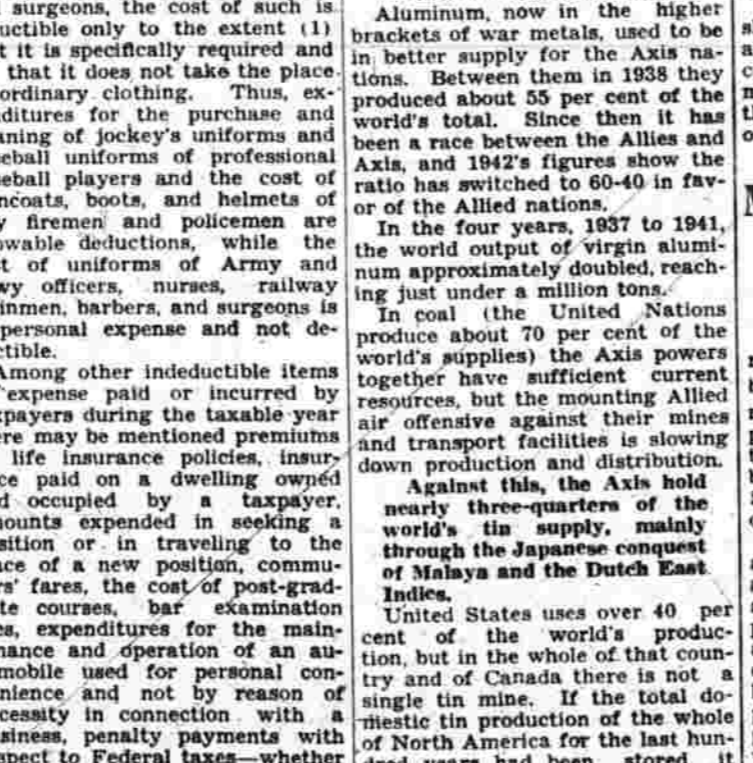 surgeons, the cost of such is
uctible only to the extent (1)
t it is specifically required and
that it does not take the place
ordinary clothing. Thus, ex-
ditures for the purchase and
aning of jockey's uniforms and
eball uniforms of professional
eball players and the cost of
ncoats, boots, and helmets of
y firemen and policemen are
owable deductions, while the
t of uniforms of Army and
vy officers, nurses, railway
inmen, barbers, and surgeons is
personal expense and not de-
ctible.
Among other indeductible items
expense paid or incurred by
xpayers during the taxable year
ere may be mentioned premiums
life insurance policies, insur-
ce paid on a dwelling owned
d occupied by a taxpayer,
nounts expended in seeking a
sition or in traveling to the
ace of a new position, commu-
rs' fares, the cost of post-grad-
te courses, bar examination
es, expenditures for the main-
nance and operation of an au-
mobile used for personal con-
nience and not by reason of
cessity in connection with a
siness, penalty payments with
spect to Federal taxes—whether
Aluminum, now in the higher
brackets of war metals, used to be
in better supply for the Axis na-
tions. Between them in 1938 they
produced about 55 per cent of the
world's total. Since then it has
been a race between the Allies and
Axis, and 1942's figures show the
ratio has switched to 60-40 in fav-
or of the Allied nations.
In the four years, 1937 to 1941,
the world output of virgin alumi-
num approximately doubled, reach-
ing just under a million tons.
In coal (the United Nations
produce about 70 per cent of the
world's supplies) the Axis powers
together have sufficient current
resources, but the mounting Allied
air offensive against their mines
and transport facilities is slowing
down production and distribution.
Against this, the Axis hold
nearly three-quarters of the
world's tin supply, mainly
through the Japanese conquest
of Malaya and the Dutch East
Indies.
United States uses over 40 per
cent of the world's produc-
tion, but in the whole of that coun-
try and of Canada there is not a
single tin mine. If the total do-
mestic tin production of the whole
of North America for the last hun-
dred years had been stored it